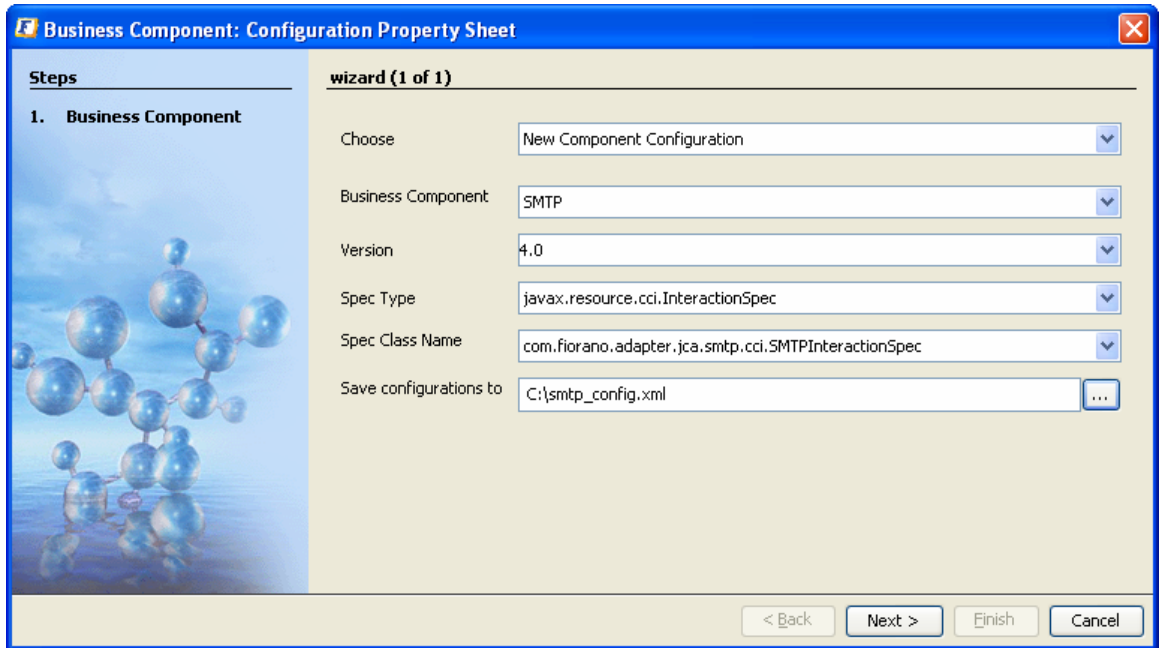 Business Component: Configuration Property Sheet
Steps
1. Business Component
wizard (1 of 1)
Choose
New Component Configuration
Business Component
SMTP
Version
4.0
Spec Type
javax.resource.cci.InteractionSpec
Spec Class Name
com.fiorano.adapter.jca.smtp.cci.SMTPInteractionSpec
Save configurations to
C:\smtp_config.xml
...
< Back
Next >
Finish
Cancel